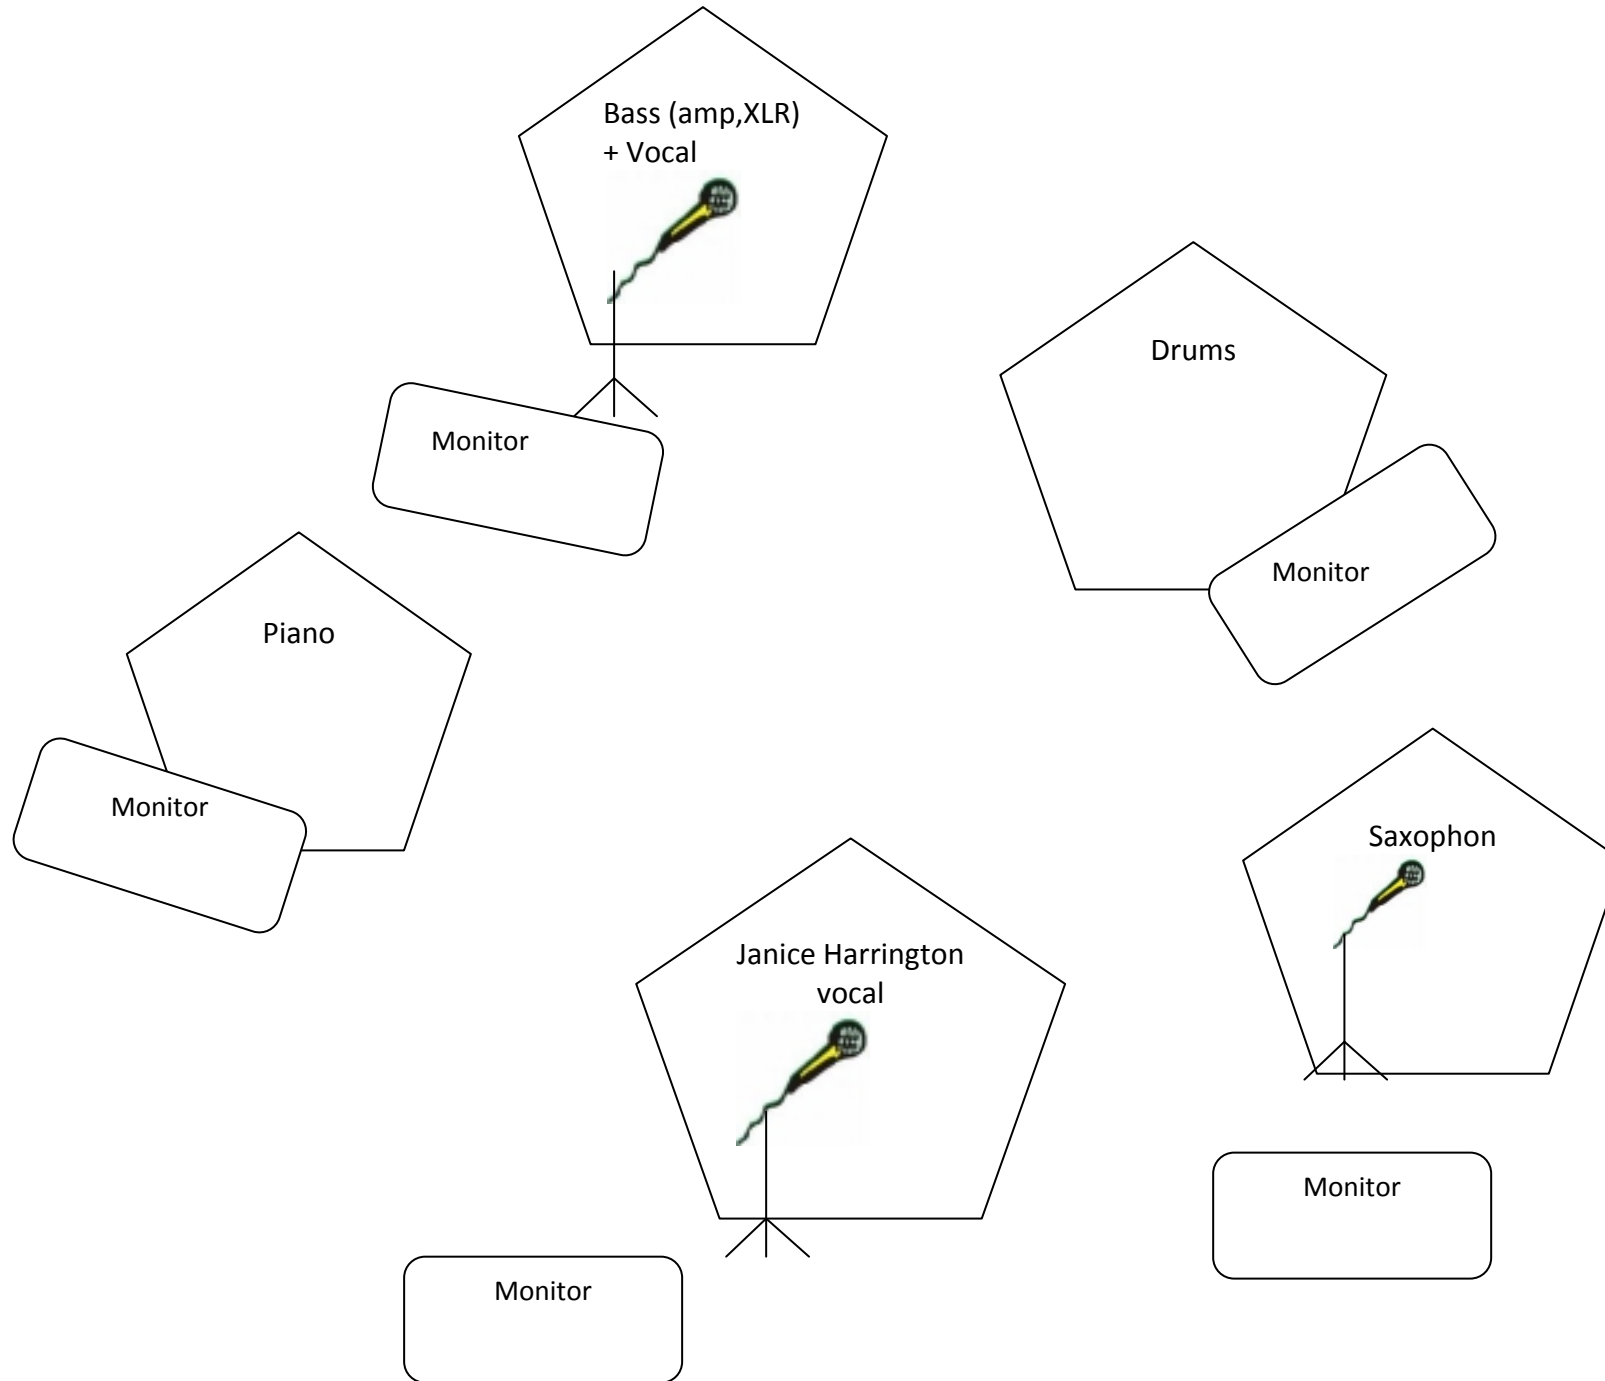 Bass (amp,XLR)
+ Vocal
Drums
Monitor
Monitor
Piano
Monitor
Saxophon
Janice Harrington
vocal
Monitor
Monitor